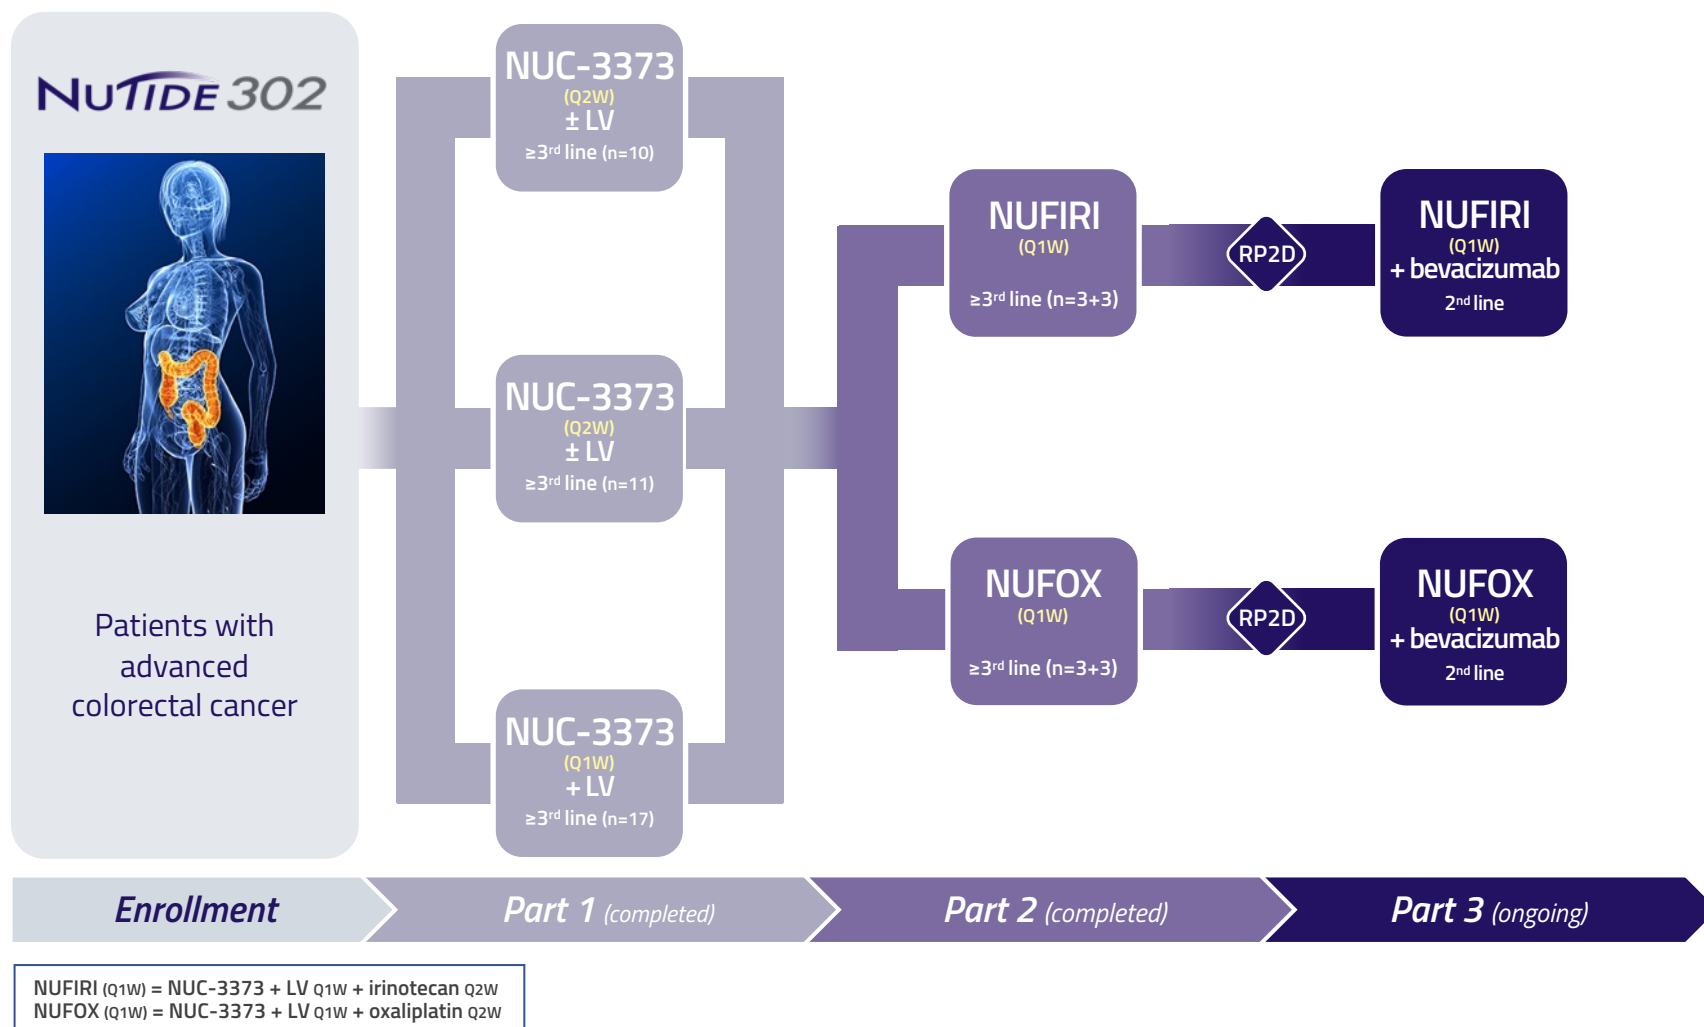 NUTIDE 302
Patients with
advanced
colorectal cancer
NUC-3373
(Q2W)
± LV
≥3rd line (n=10)
NUC-3373
(Q2W)
± LV
≥3rd line (n=11)
NUC-3373
(Q1W)
+ LV
≥3rd line (n=17)
NUFIRI
(Q1W)
≥3rd line (n=3+3)
NUFOX
(Q1W)
≥3rd line (n=3+3)
RP2D
RP2D
NUFIRI
(Q1W)
+ bevacizumab
2nd line
NUFOX
(Q1W)
+ bevacizumab
2nd line
Enrollment
Part 1 (completed)
Part 2 (completed)
Part 3 (ongoing)
NUFIRI (Q1W) = NUC-3373 + LV Q1W + irinotecan Q2W
NUFOX (Q1W) = NUC-3373 + LV Q1W + oxaliplatin Q2W